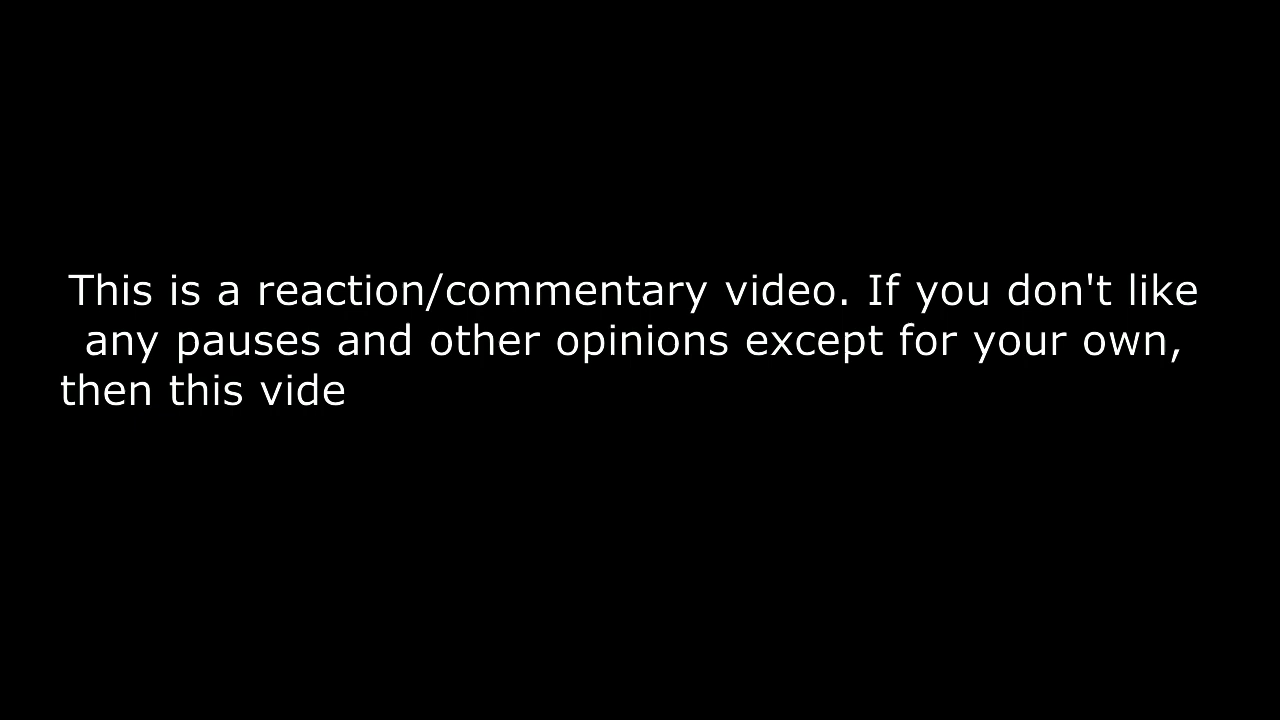 This is a reaction/commentary video. If you don't like
any pauses and other opinions except for your own,
then this vide